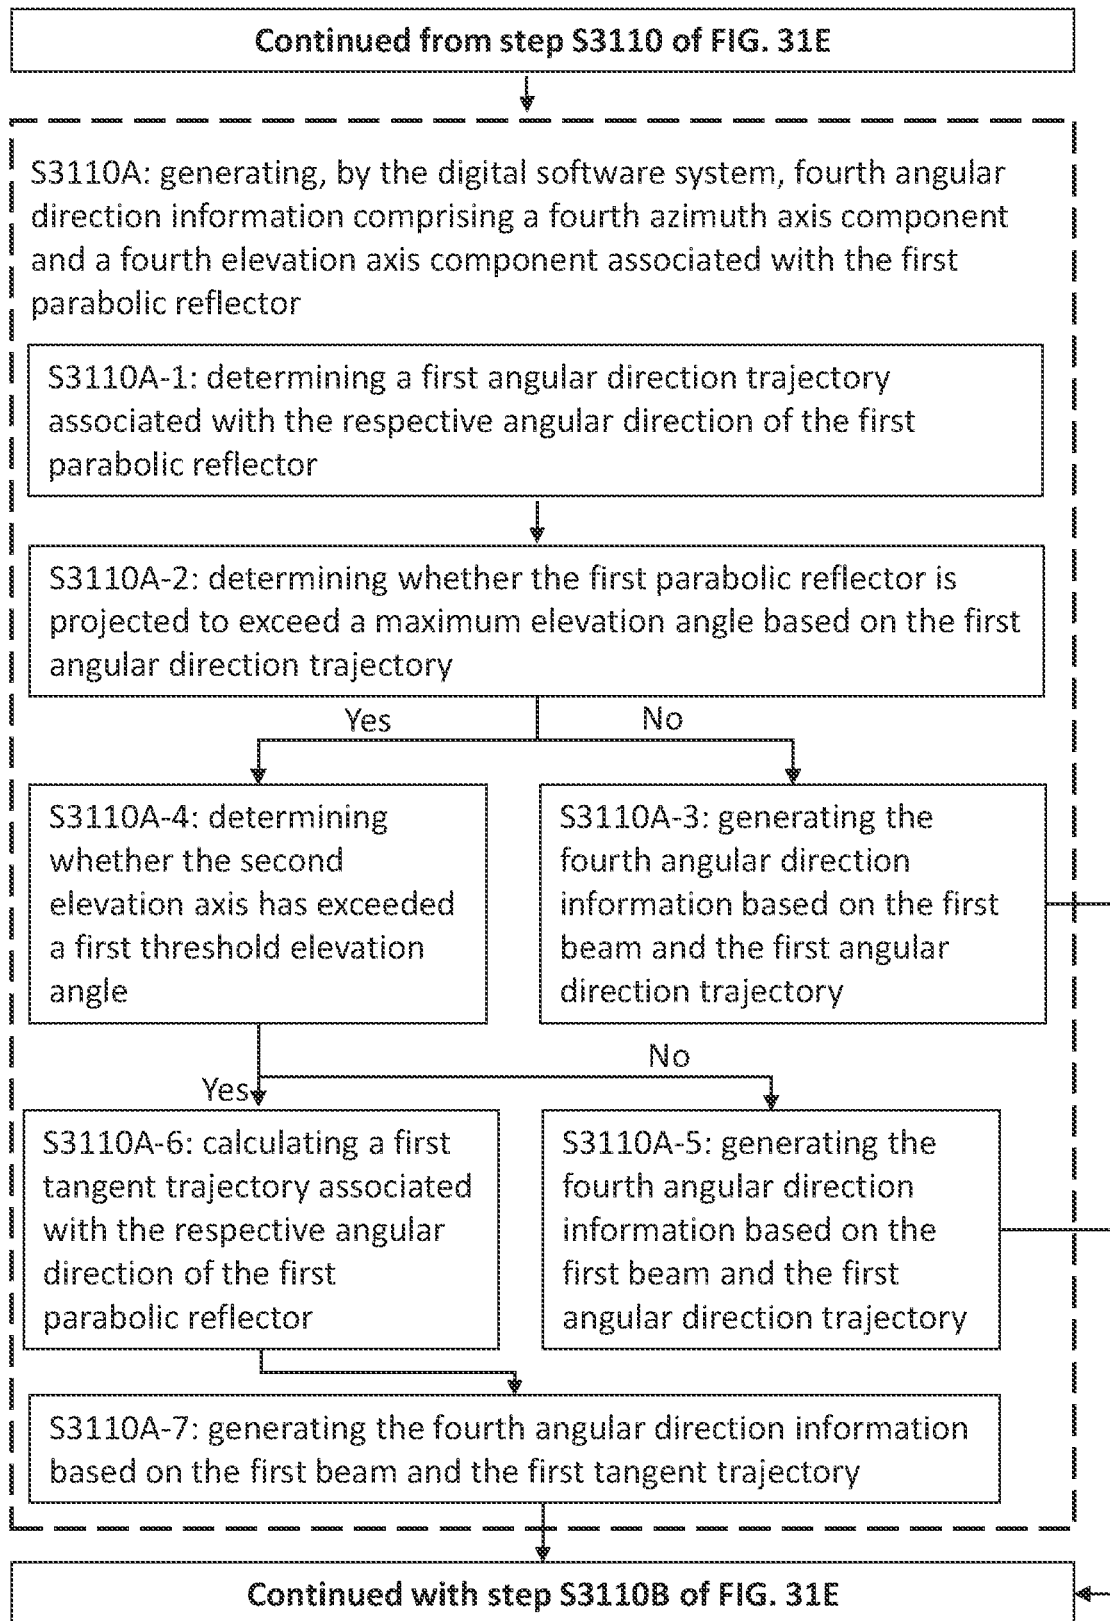 Continued from step S3110 of FIG. 31E
S3110A: generating, by the digital software system, fourth angular
direction information comprising a fourth azimuth axis component
and a fourth elevation axis component associated with the first
parabolic reflector
S3110A-1: determining a first angular direction trajectory
associated with the respective angular direction of the first
parabolic reflector
S3110A-2: determining whether the first parabolic reflector is
projected to exceed a maximum elevation angle based on the first
angular direction trajectory
Yes
No
S3110A-4: determining
whether the second
elevation axis has exceeded
a first threshold elevation
angle
S3110A-3: generating the
fourth angular direction
information based on the first
beam and the first angular
direction trajectory
Yes
No
S3110A-6: calculating a first
tangent trajectory associated
with the respective angular
direction of the first
parabolic reflector
S3110A-5: generating the
fourth angular direction
information based on the
first beam and the first
angular direction trajectory
S3110A-7: generating the fourth angular direction information
based on the first beam and the first tangent trajectory
Continued with step S3110B of FIG. 31E